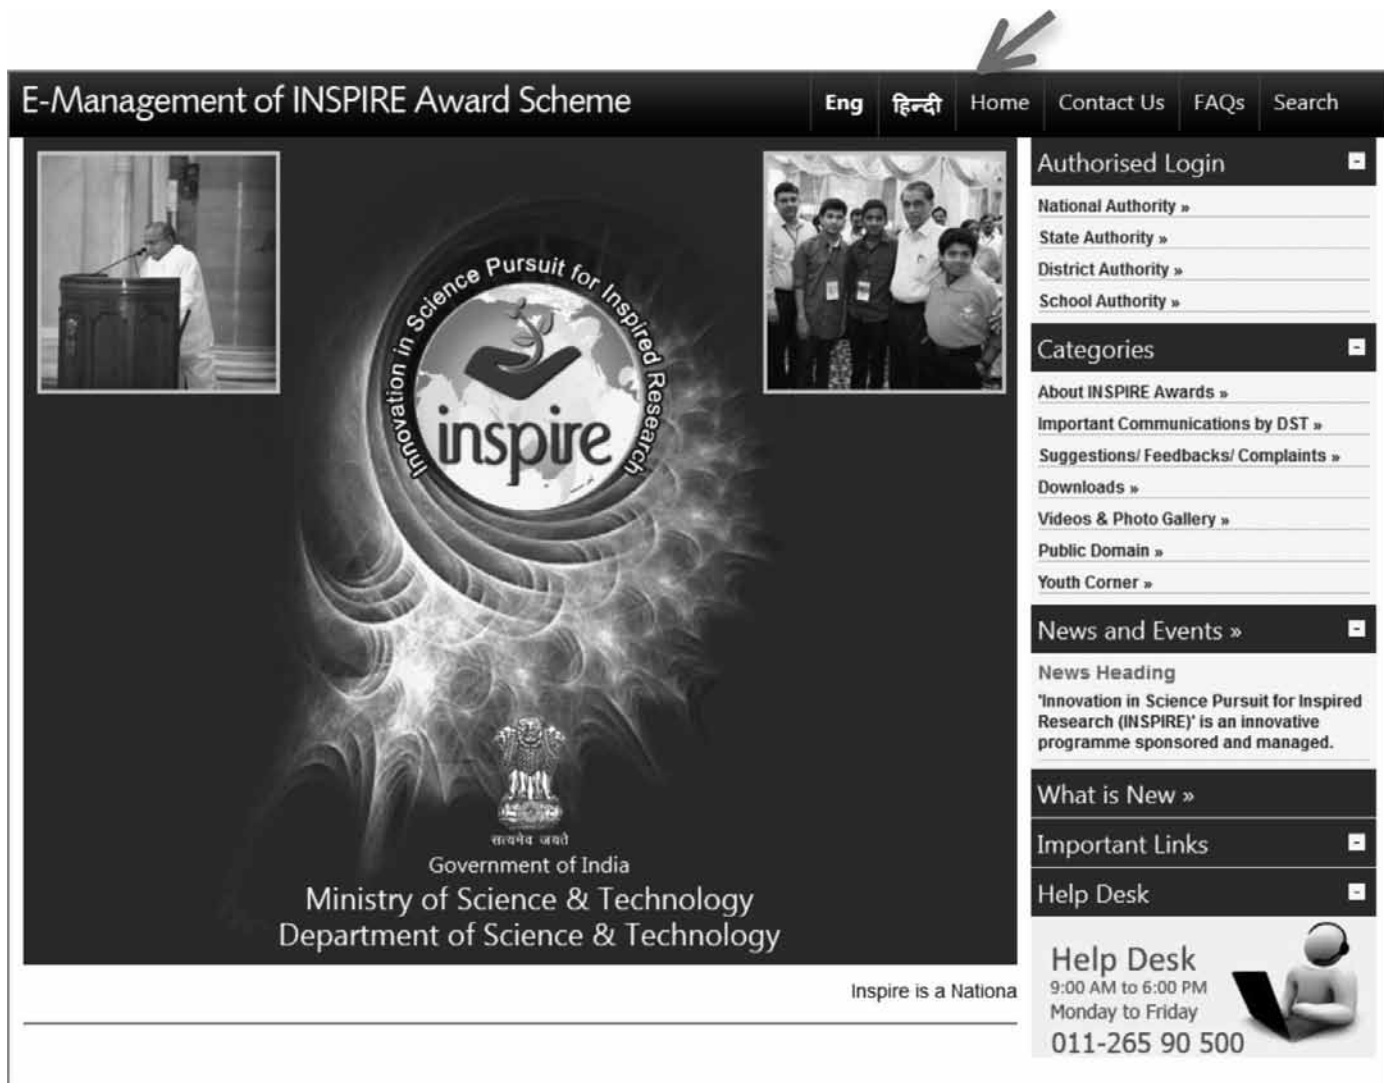 E-Management of INSPIRE Award Scheme
Eng हिन्दी Home Contact Us FAQs Search
Innovation in Science Pursuit for Inspired Research
inspire
सत्यमेव जयते
Government of India
Ministry of Science & Technology
Department of Science & Technology
Inspire is a Nationa
Authorised Login
National Authority »
State Authority »
District Authority »
School Authority »
Categories
About INSPIRE Awards »
Important Communications by DST »
Suggestions/ Feedbacks/ Complaints »
Downloads »
Videos & Photo Gallery »
Public Domain »
Youth Corner »
News and Events »
News Heading
'Innovation in Science Pursuit for Inspired
Research (INSPIRE)' is an innovative
programme sponsored and managed.
What is New »
Important Links
Help Desk
Help Desk
9:00 AM to 6:00 PM
Monday to Friday
011-265 90 500